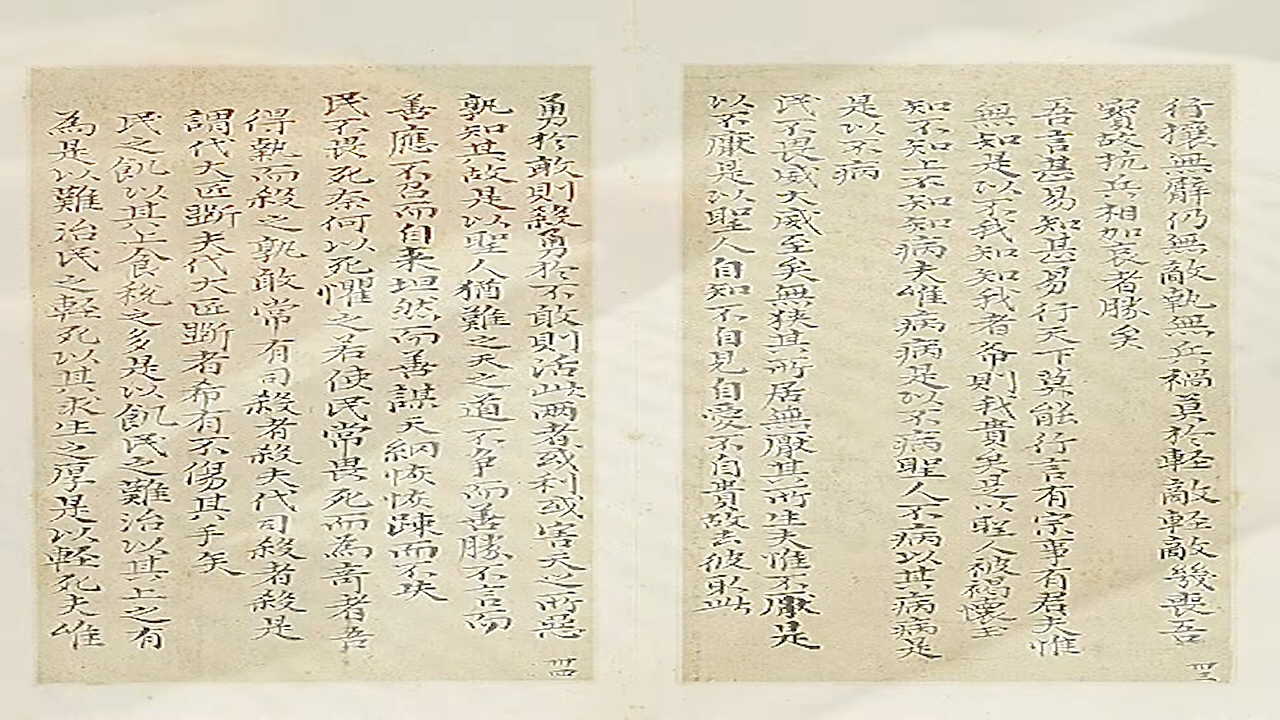 行攘無臂仍無敵執無兵禍莫於輕敵輕敵幾喪吾
寶故抗兵相加哀者勝矣
吾言甚易知甚易行天下莫能行言有宗事有君夫惟
無知是以不我知知我者希則我貴矣是以聖人被褐懷玉
知不知上不知知病夫唯病病是以不病聖人不病以其病病是
是以不病
民不畏威大威至矣無狹其所居無厭其所生夫惟不厭是
以不厭是以聖人自知不自見自愛不自貴故去彼取此
卌三
勇於敢則殺勇於不敢則活此两者或利或害天之所惡
孰知其故是以聖人猶難之天之道不争而善勝不言而
善應不召而自来坦然而善謀天網恢恢踈而不失
民不畏死奈何以死懼之若使民常畏死而為奇者吾
得執而殺之孰敢常有司殺者殺夫代司殺者殺是
謂代大匠斲夫代大匠斲者希有不傷其手矣
民之飢以其上食税之多是以飢民之難治以其上之有
為是以難治民之輕死以其求生之厚是以輕死夫唯
卌四